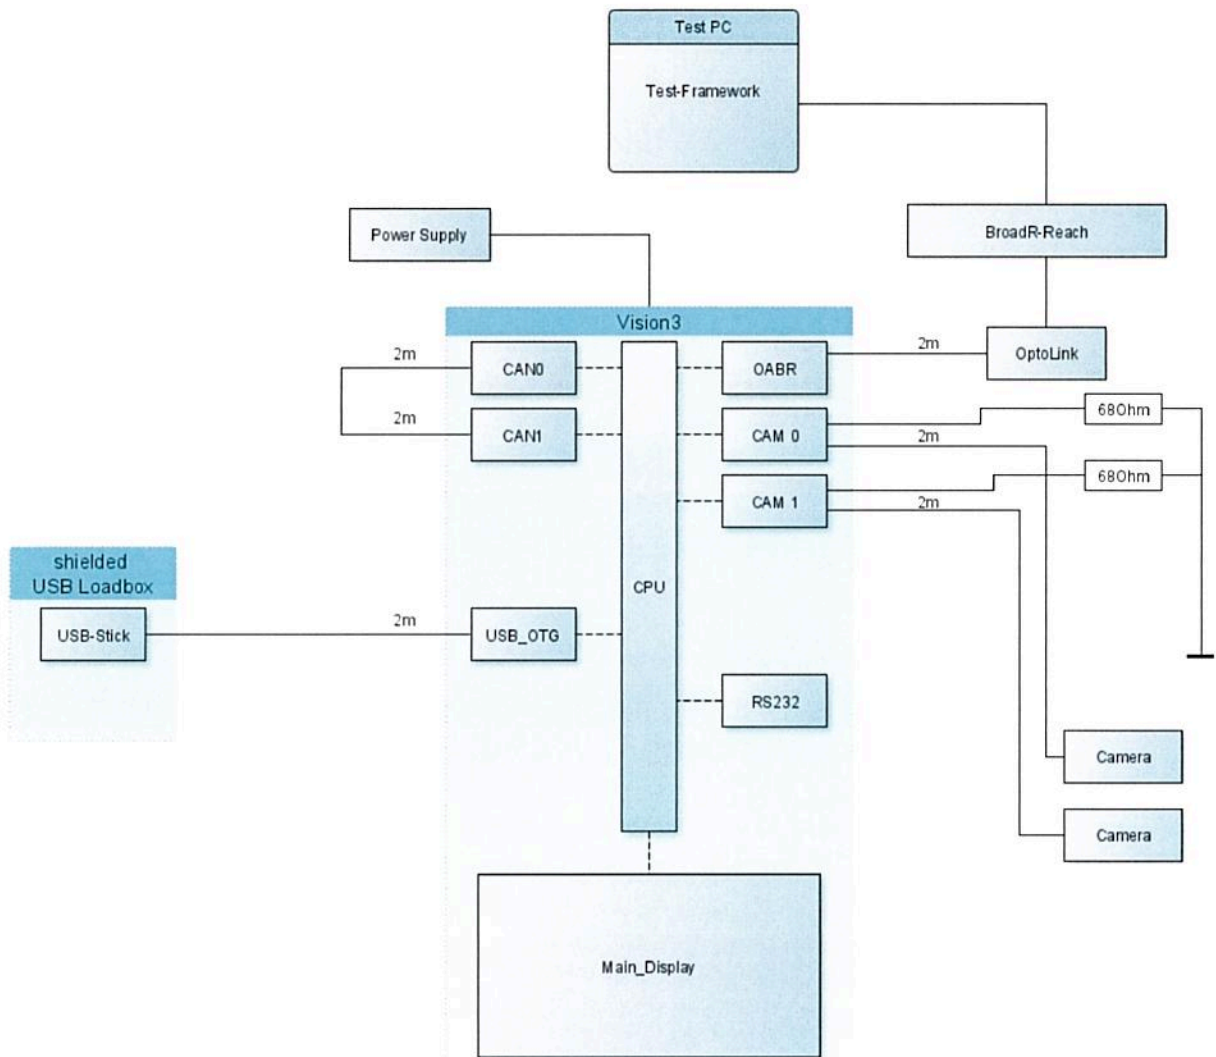 Test PC
Test-Framework
Power Supply
BroadR-Reach
Vision3
2m
CAN0
OABR
2m
OptoLink
2m
CAN1
CAM 0
2m
68Ohm
CAM 1
2m
68Ohm
shielded
USB Loadbox
CPU
USB-Stick
2m
USB_OTG
RS232
Camera
Camera
Main_Display